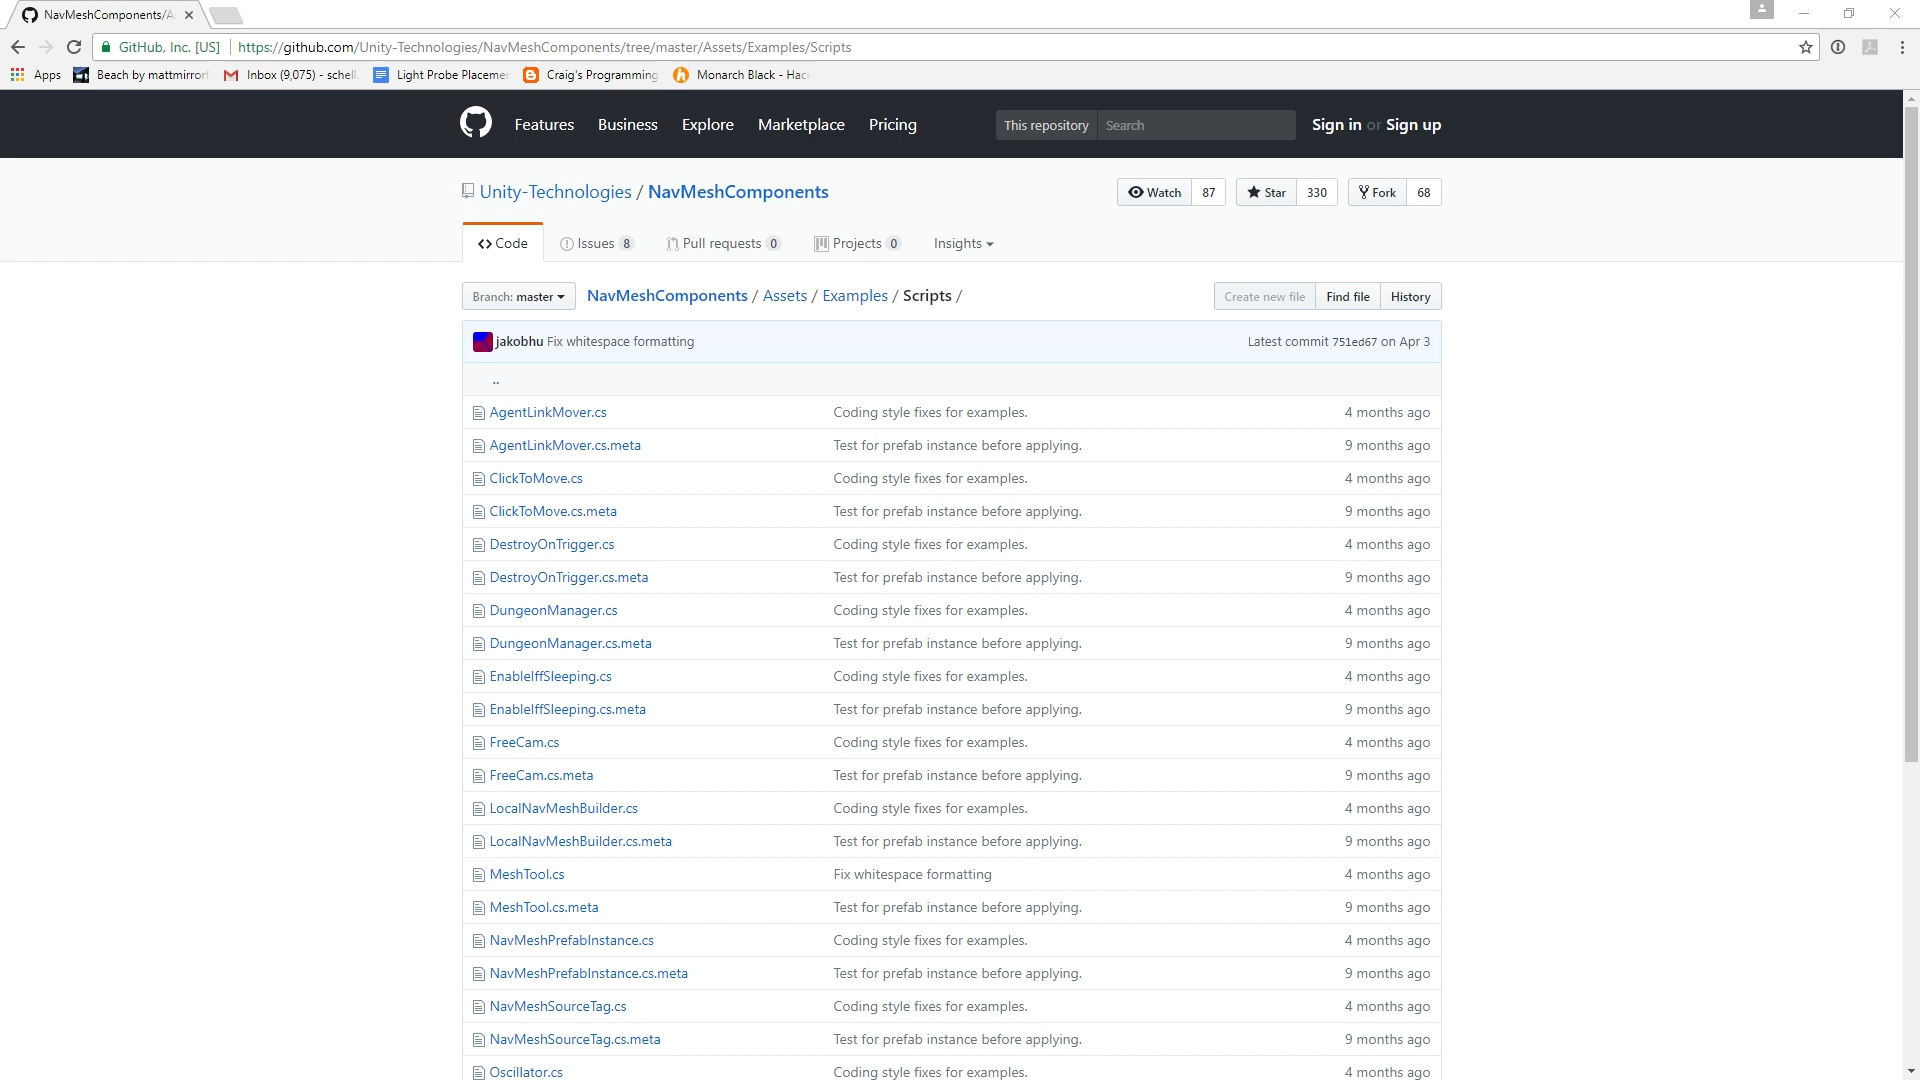 NavMeshComponents/A
GitHub, Inc. [US] https://github.com/Unity-Technologies/NavMeshComponents/tree/master/Assets/Examples/Scripts
Apps Beach by mattmirrorf Inbox (9,075) - schell Light Probe Placemen Craig's Programming Monarch Black - Hac
Features Business Explore Marketplace Pricing This repository Search Sign in or Sign up
Unity-Technologies / NavMeshComponents Watch 87 Star 330 Fork 68
Code Issues 8 Pull requests 0 Projects 0 Insights
Branch: master NavMeshComponents / Assets / Examples / Scripts / Create new file Find file History
jakobhu Fix whitespace formatting Latest commit 751ed67 on Apr 3
..
AgentLinkMover.cs Coding style fixes for examples. 4 months ago
AgentLinkMover.cs.meta Test for prefab instance before applying. 9 months ago
ClickToMove.cs Coding style fixes for examples. 4 months ago
ClickToMove.cs.meta Test for prefab instance before applying. 9 months ago
DestroyOnTrigger.cs Coding style fixes for examples. 4 months ago
DestroyOnTrigger.cs.meta Test for prefab instance before applying. 9 months ago
DungeonManager.cs Coding style fixes for examples. 4 months ago
DungeonManager.cs.meta Test for prefab instance before applying. 9 months ago
EnableIffSleeping.cs Coding style fixes for examples. 4 months ago
EnableIffSleeping.cs.meta Test for prefab instance before applying. 9 months ago
FreeCam.cs Coding style fixes for examples. 4 months ago
FreeCam.cs.meta Test for prefab instance before applying. 9 months ago
LocalNavMeshBuilder.cs Coding style fixes for examples. 4 months ago
LocalNavMeshBuilder.cs.meta Test for prefab instance before applying. 9 months ago
MeshTool.cs Fix whitespace formatting 4 months ago
MeshTool.cs.meta Test for prefab instance before applying. 9 months ago
NavMeshPrefabInstance.cs Coding style fixes for examples. 4 months ago
NavMeshPrefabInstance.cs.meta Test for prefab instance before applying. 9 months ago
NavMeshSourceTag.cs Coding style fixes for examples. 4 months ago
NavMeshSourceTag.cs.meta Test for prefab instance before applying. 9 months ago
Oscillator.cs Coding style fixes for examples. 4 months ago